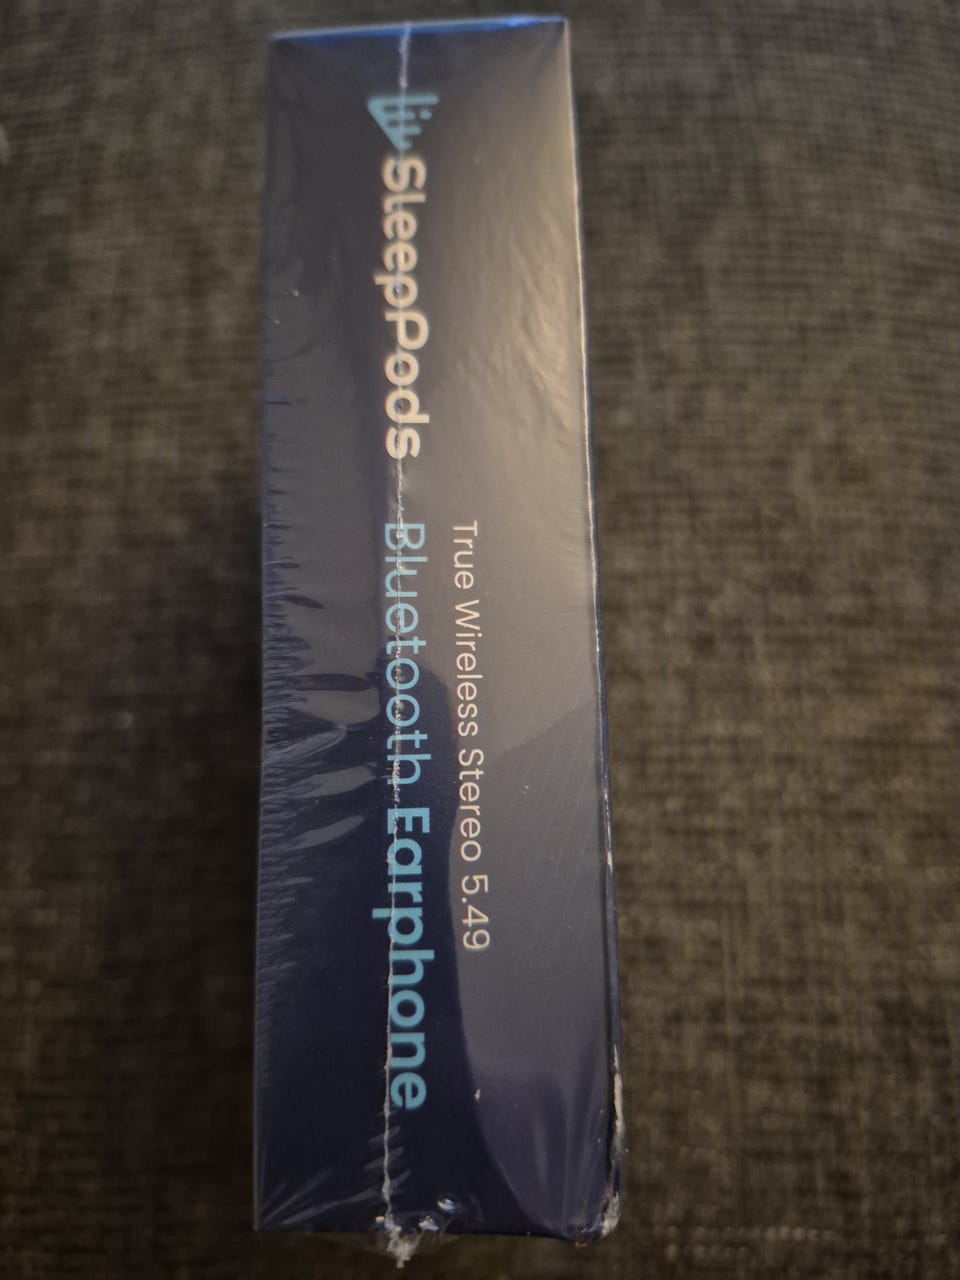 True Wireless Stereo 5.49
SleepPods Bluetooth Earphone